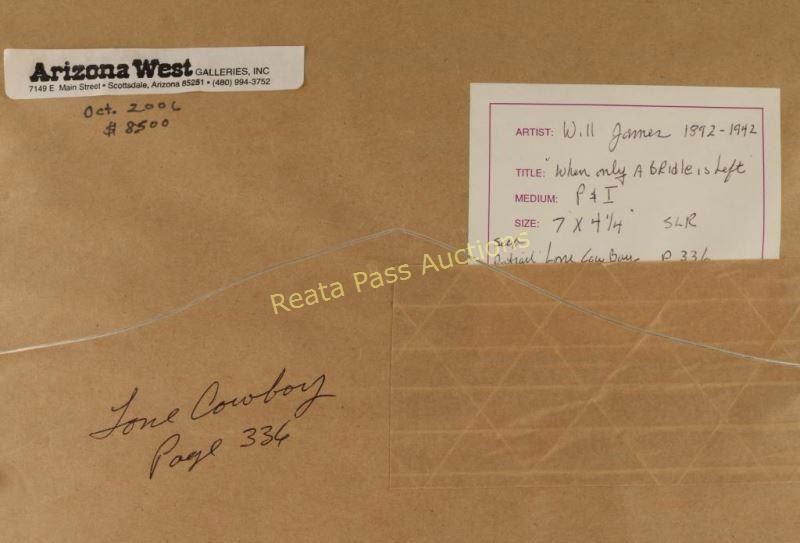 Arizona West GALLERIES, INC
7149 E Main Street • Scottsdale, Arizona 85251 • (480) 994-3752
Oct. 2006
$ 8500
ARTIST: Will James 1892-1942
TITLE: "When only A bRidle is Left"
MEDIUM: P & I
SIZE: 7" x 4 1/4" SLR
Lone CowBoy P 336
Reata Pass Auctions
Lone Cowboy
Page 336